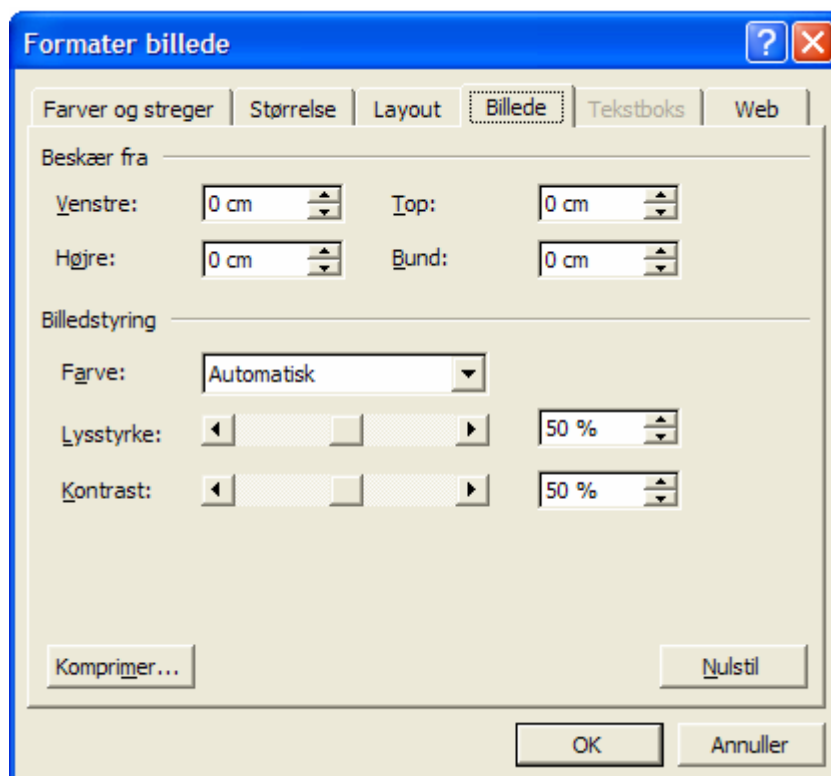 Formater billede
Farver og streger Størrelse Layout Billede Tekstboks Web
Beskær fra
Venstre: 0 cm Top: 0 cm
Højre: 0 cm Bund: 0 cm
Billedstyring
Farve: Automatisk
Lysstyrke: 50 %
Kontrast: 50 %
Komprimer... Nulstil
OK Annuller